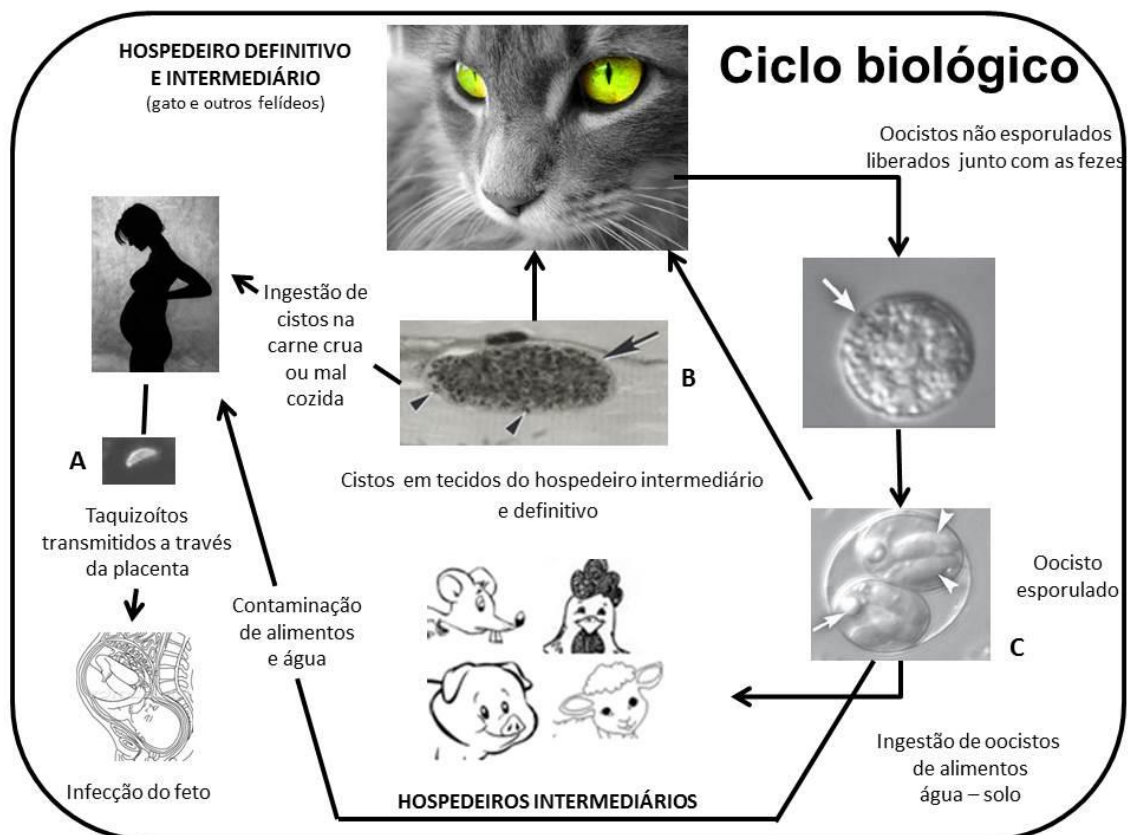 HOSPEDEIRO DEFINITIVO
E INTERMEDIÁRIO
(gato e outros felídeos)
Ciclo biológico
Oocistos não esporulados
liberados junto com as fezes
Ingestão de
cistos na
carne crua
ou mal
cozida
B
A
Cistos em tecidos do hospedeiro intermediário
e definitivo
Taquizoítos
transmitidos a través
da placenta
Oocisto
esporulado
C
Contaminação
de alimentos
e água
Ingestão de oocistos
de alimentos
água – solo
Infecção do feto
HOSPEDEIROS INTERMEDIÁRIOS